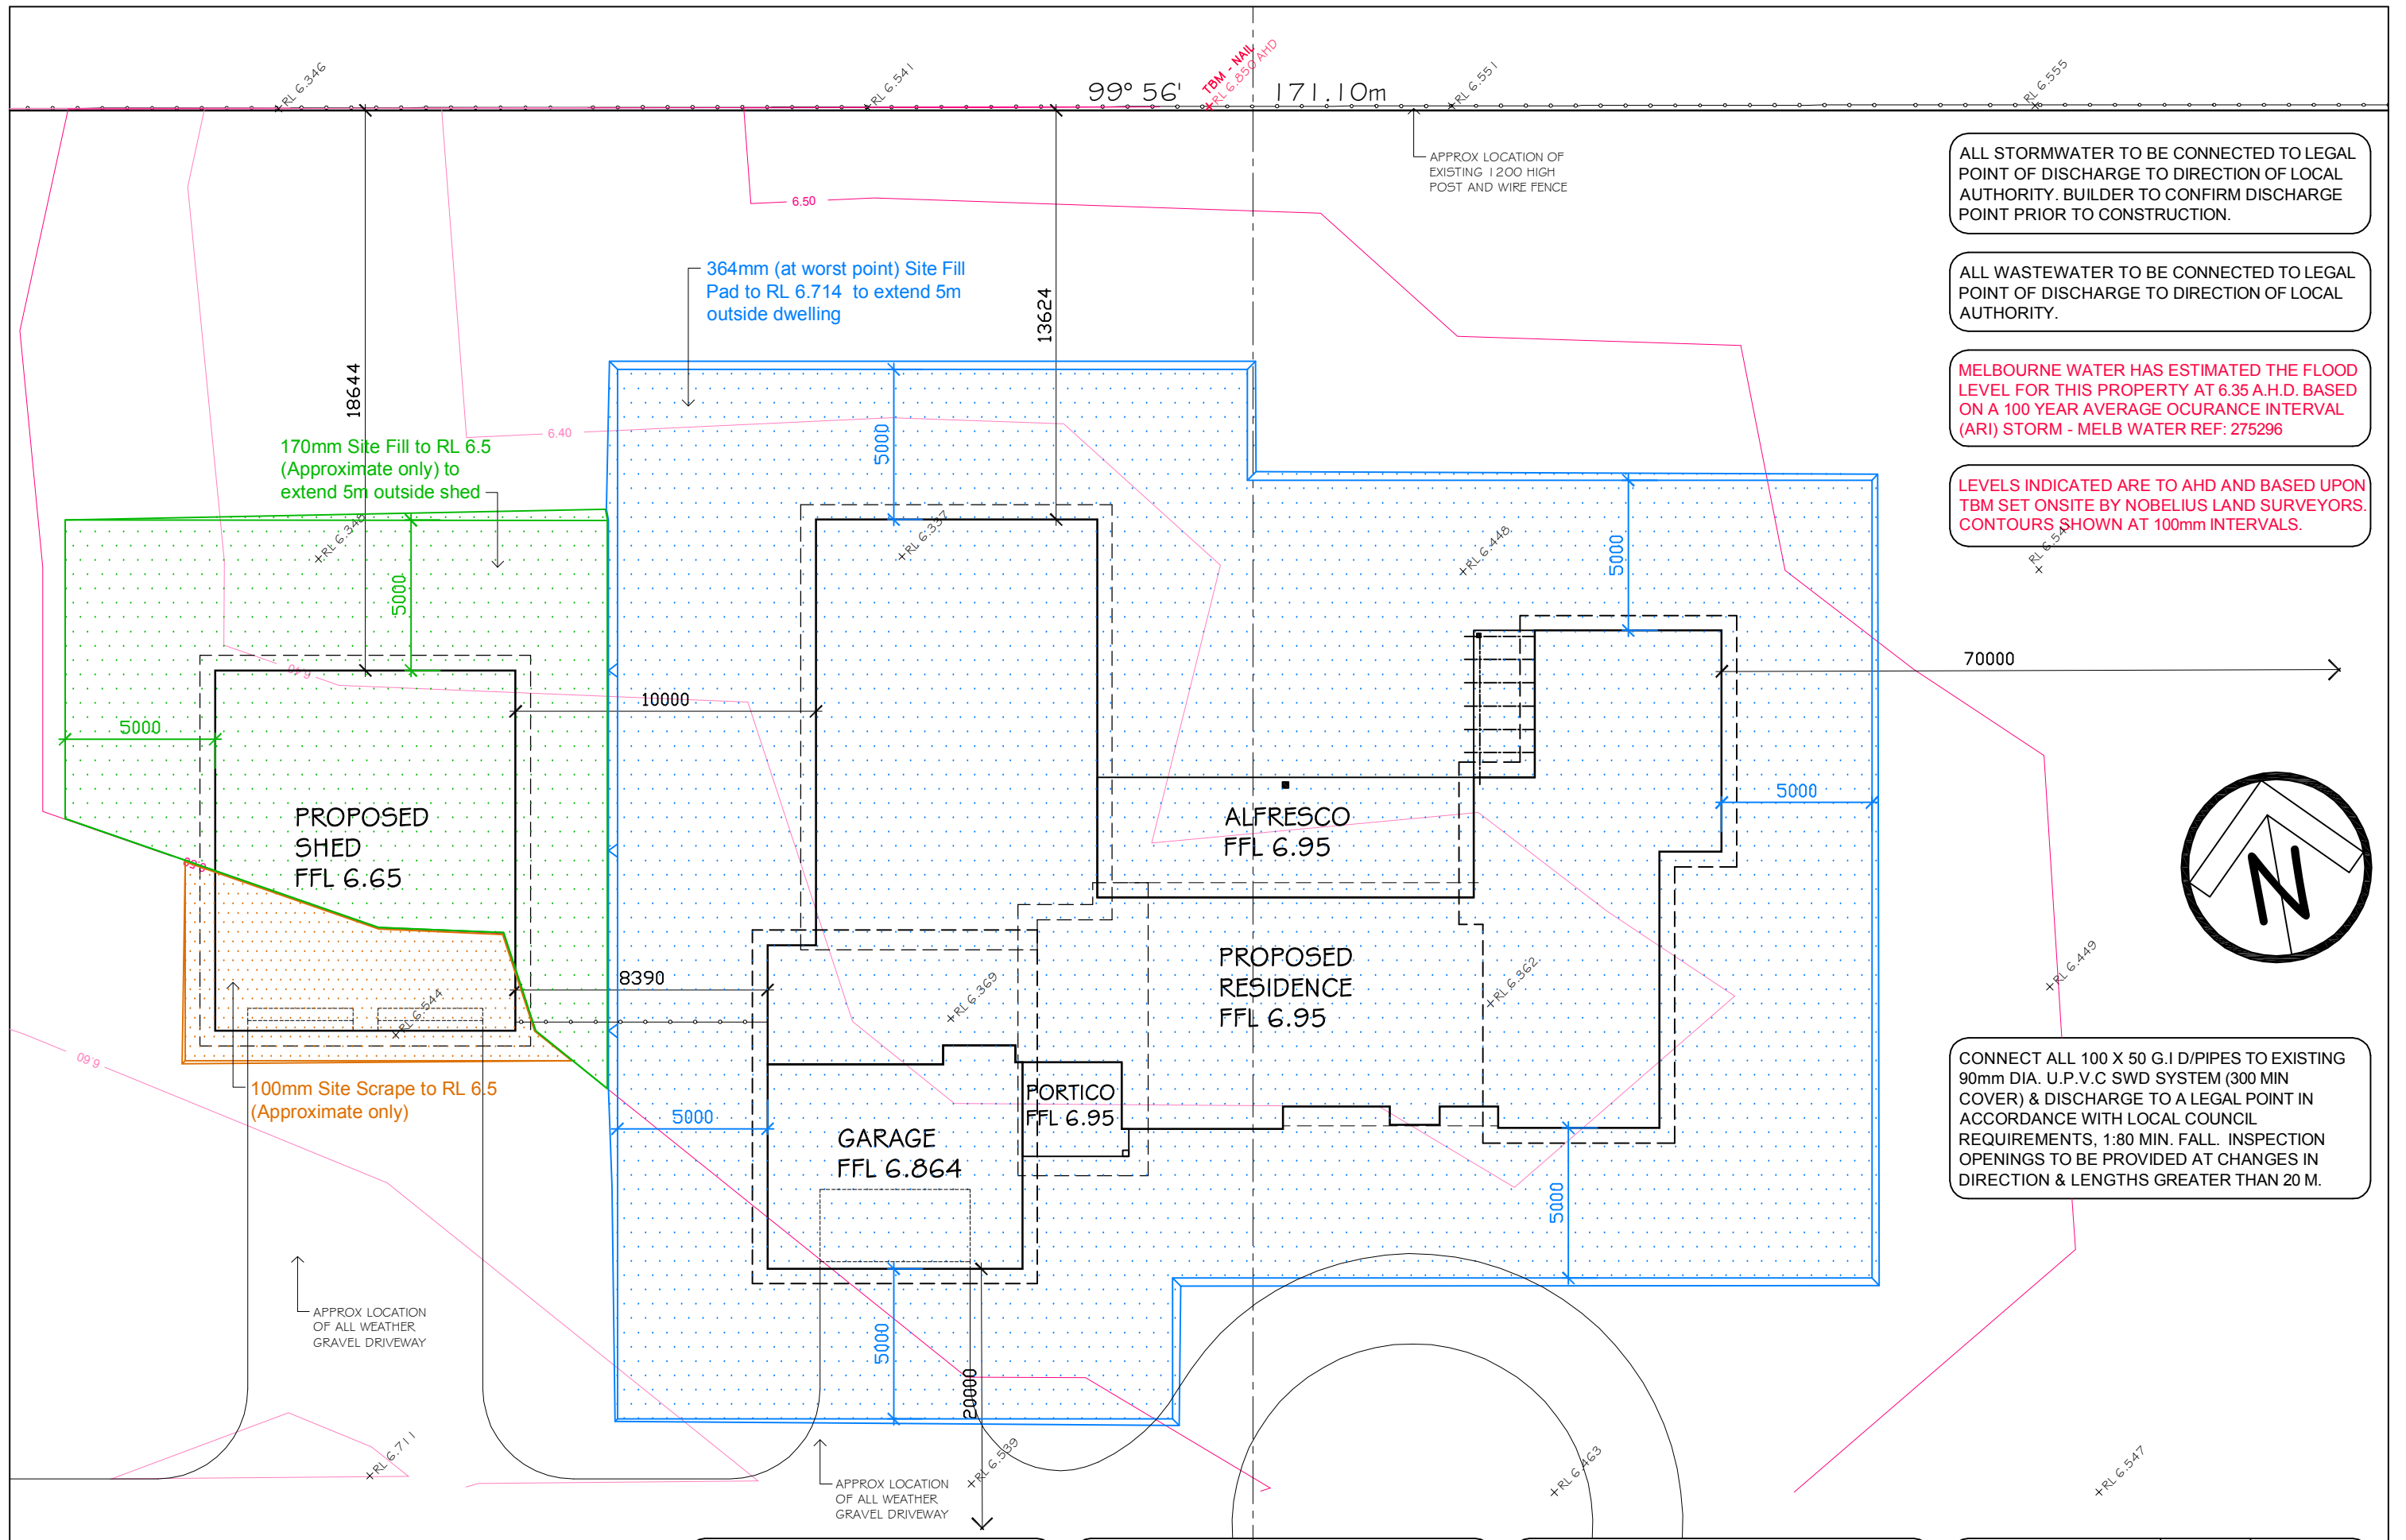 RL 6.346
RL 6.541
99° 56'
TBM - NAIL
RL 6.850 AHD
171.10m
RL 6.551
RL 6.555
APPROX LOCATION OF
EXISTING 1200 HIGH
POST AND WIRE FENCE
ALL STORMWATER TO BE CONNECTED TO LEGAL
POINT OF DISCHARGE TO DIRECTION OF LOCAL
AUTHORITY. BUILDER TO CONFIRM DISCHARGE
POINT PRIOR TO CONSTRUCTION.
6.50
ALL WASTEWATER TO BE CONNECTED TO LEGAL
POINT OF DISCHARGE TO DIRECTION OF LOCAL
AUTHORITY.
364mm (at worst point) Site Fill
Pad to RL 6.714 to extend 5m
outside dwelling
13624
18644
MELBOURNE WATER HAS ESTIMATED THE FLOOD
LEVEL FOR THIS PROPERTY AT 6.35 A.H.D. BASED
ON A 100 YEAR AVERAGE OCURANCE INTERVAL
(ARI) STORM - MELB WATER REF: 275296
6.40
5000
170mm Site Fill to RL 6.5
(Approximate only) to
extend 5m outside shed
LEVELS INDICATED ARE TO AHD AND BASED UPON
TBM SET ONSITE BY NOBELIUS LAND SURVEYORS.
CONTOURS SHOWN AT 100mm INTERVALS.
RL 6.337
RL 6.448
5000
5000
6.40
70000
10000
5000
5000
PROPOSED
SHED
FFL 6.65
ALFRESCO
FFL 6.95
N
PROPOSED
RESIDENCE
FFL 6.95
8390
RL 6.369
RL 6.362
RL 6.449
RL 6.544
6.60
100mm Site Scrape to RL 6.5
(Approximate only)
PORTICO
FFL 6.95
5000
GARAGE
FFL 6.864
5000
CONNECT ALL 100 X 50 G.I D/PIPES TO EXISTING
90mm DIA. U.P.V.C SWD SYSTEM (300 MIN
COVER) & DISCHARGE TO A LEGAL POINT IN
ACCORDANCE WITH LOCAL COUNCIL
REQUIREMENTS, 1:80 MIN. FALL. INSPECTION
OPENINGS TO BE PROVIDED AT CHANGES IN
DIRECTION & LENGTHS GREATER THAN 20 M.
APPROX LOCATION
OF ALL WEATHER
GRAVEL DRIVEWAY
5000
20000
RL 6.711
APPROX LOCATION
OF ALL WEATHER
GRAVEL DRIVEWAY
RL 6.539
RL 6.463
RL 6.547